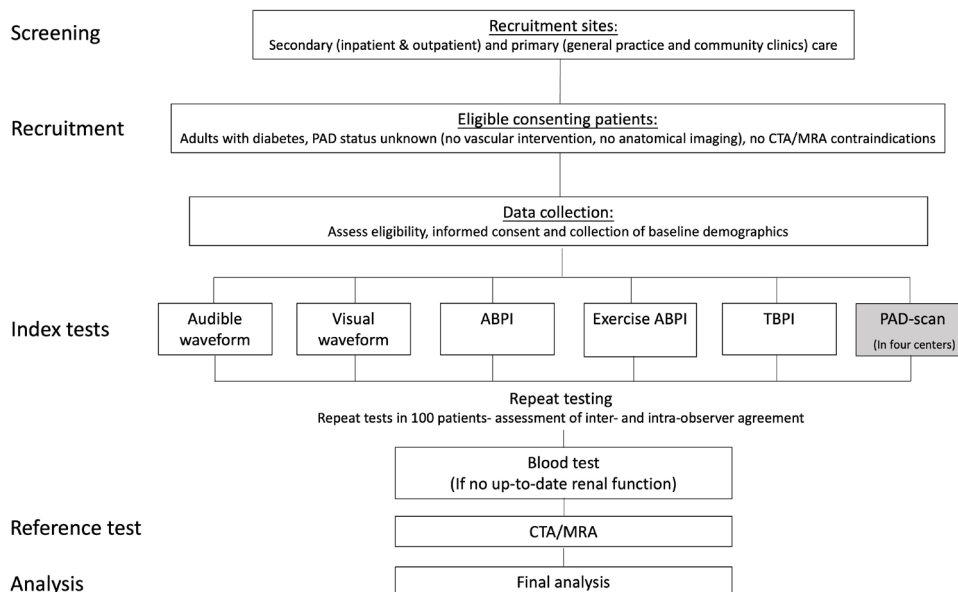 Screening
Recruitment sites:
Secondary (inpatient & outpatient) and primary (general practice and community clinics) care
Recruitment
Eligible consenting patients:
Adults with diabetes, PAD status unknown (no vascular intervention, no anatomical imaging), no CTA/MRA contraindications
Data collection:
Assess eligibility, informed consent and collection of baseline demographics
Index tests
Audible
waveform
Visual
waveform
ABPI
Exercise ABPI
TBPI
PAD-scan
(In four centers)
Repeat testing
Repeat tests in 100 patients- assessment of inter- and intra-observer agreement
Blood test
(If no up-to-date renal function)
Reference test
CTA/MRA
Analysis
Final analysis